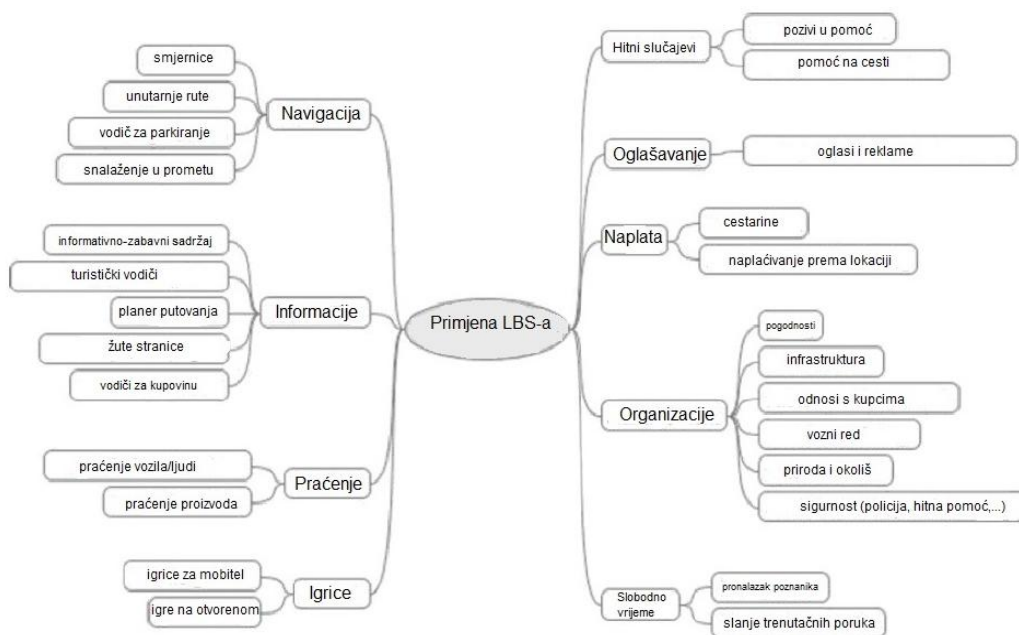 Primjena LBS-a
Navigacija
smjernice
unutarnje rute
vodič za parkiranje
snalaženje u prometu
Informacije
informativno-zabavni sadržaj
turistički vodiči
planer putovanja
žute stranice
vodiči za kupovinu
Praćenje
praćenje vozila/ljudi
praćenje proizvoda
Igrice
igrice za mobitel
igre na otvorenom
Hitni slučajevi
pozivi u pomoć
pomoć na cesti
Oglašavanje
oglasi i reklame
Naplata
cestarine
naplaćivanje prema lokaciji
Organizacije
pogodnosti
infrastruktura
odnosi s kupcima
vozni red
priroda i okoliš
sigurnost (policija, hitna pomoć,...)
Slobodno
vrijeme
pronalazak poznanika
slanje trenutačnih poruka